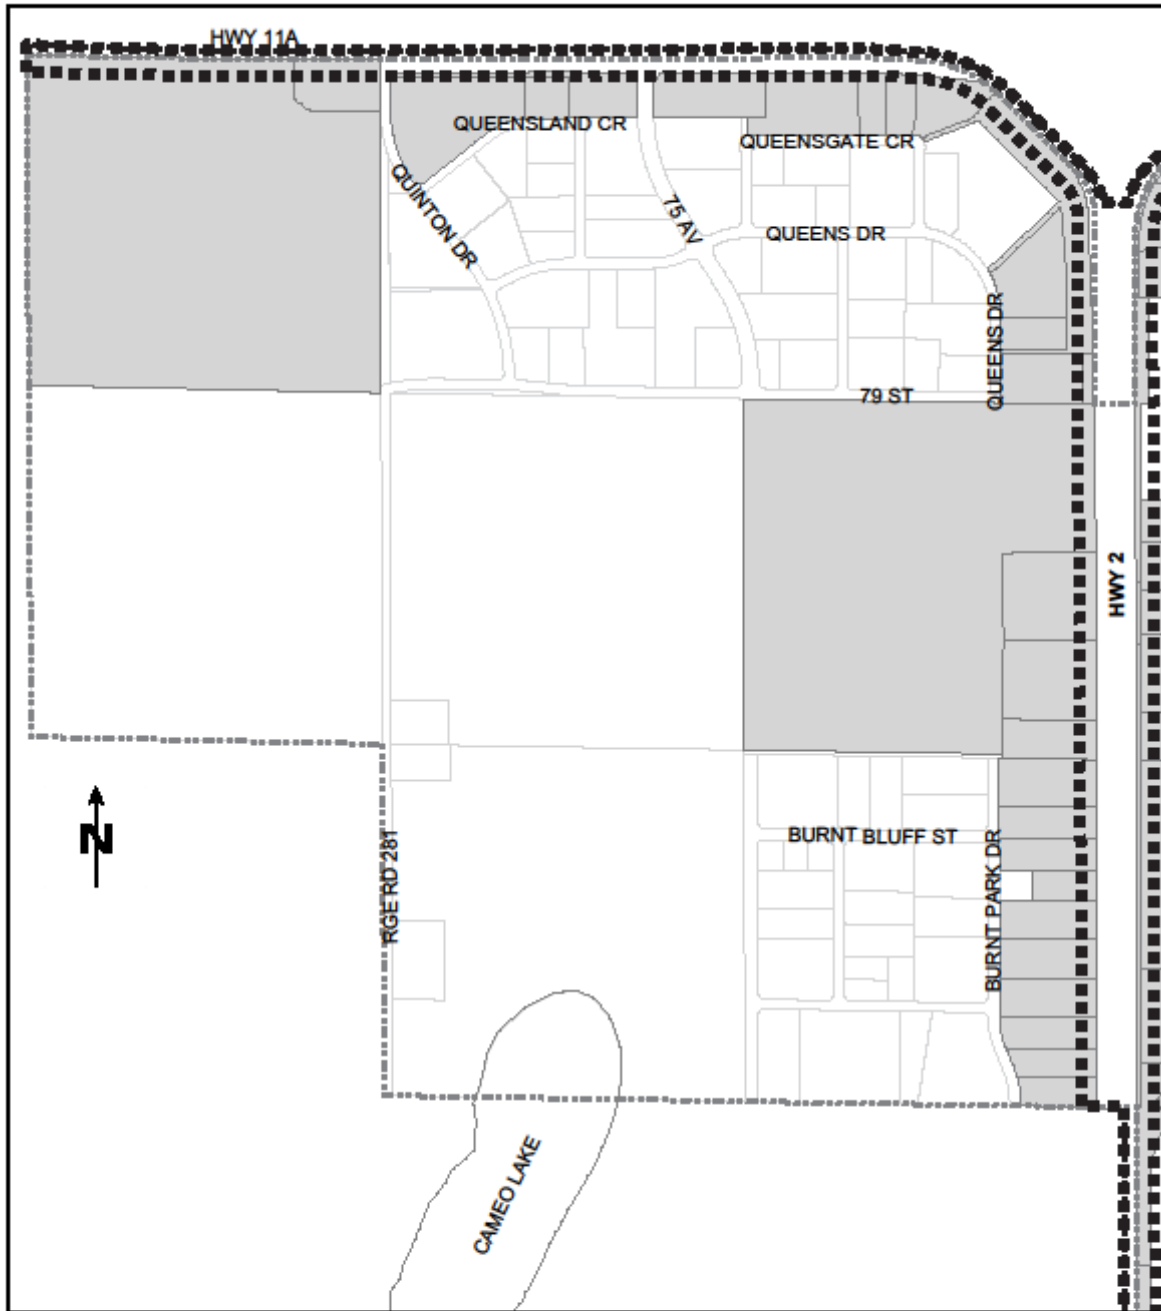 HWY 11A
QUEENSLAND CR
QUEENSGATE CR
QUINTON DR
75 AV
QUEENS DR
QUEENS DR
79 ST
HWY 2
N
BURNT BLUFF ST
RGE RD 281
BURNT PARK DR
CAMEO LAKE